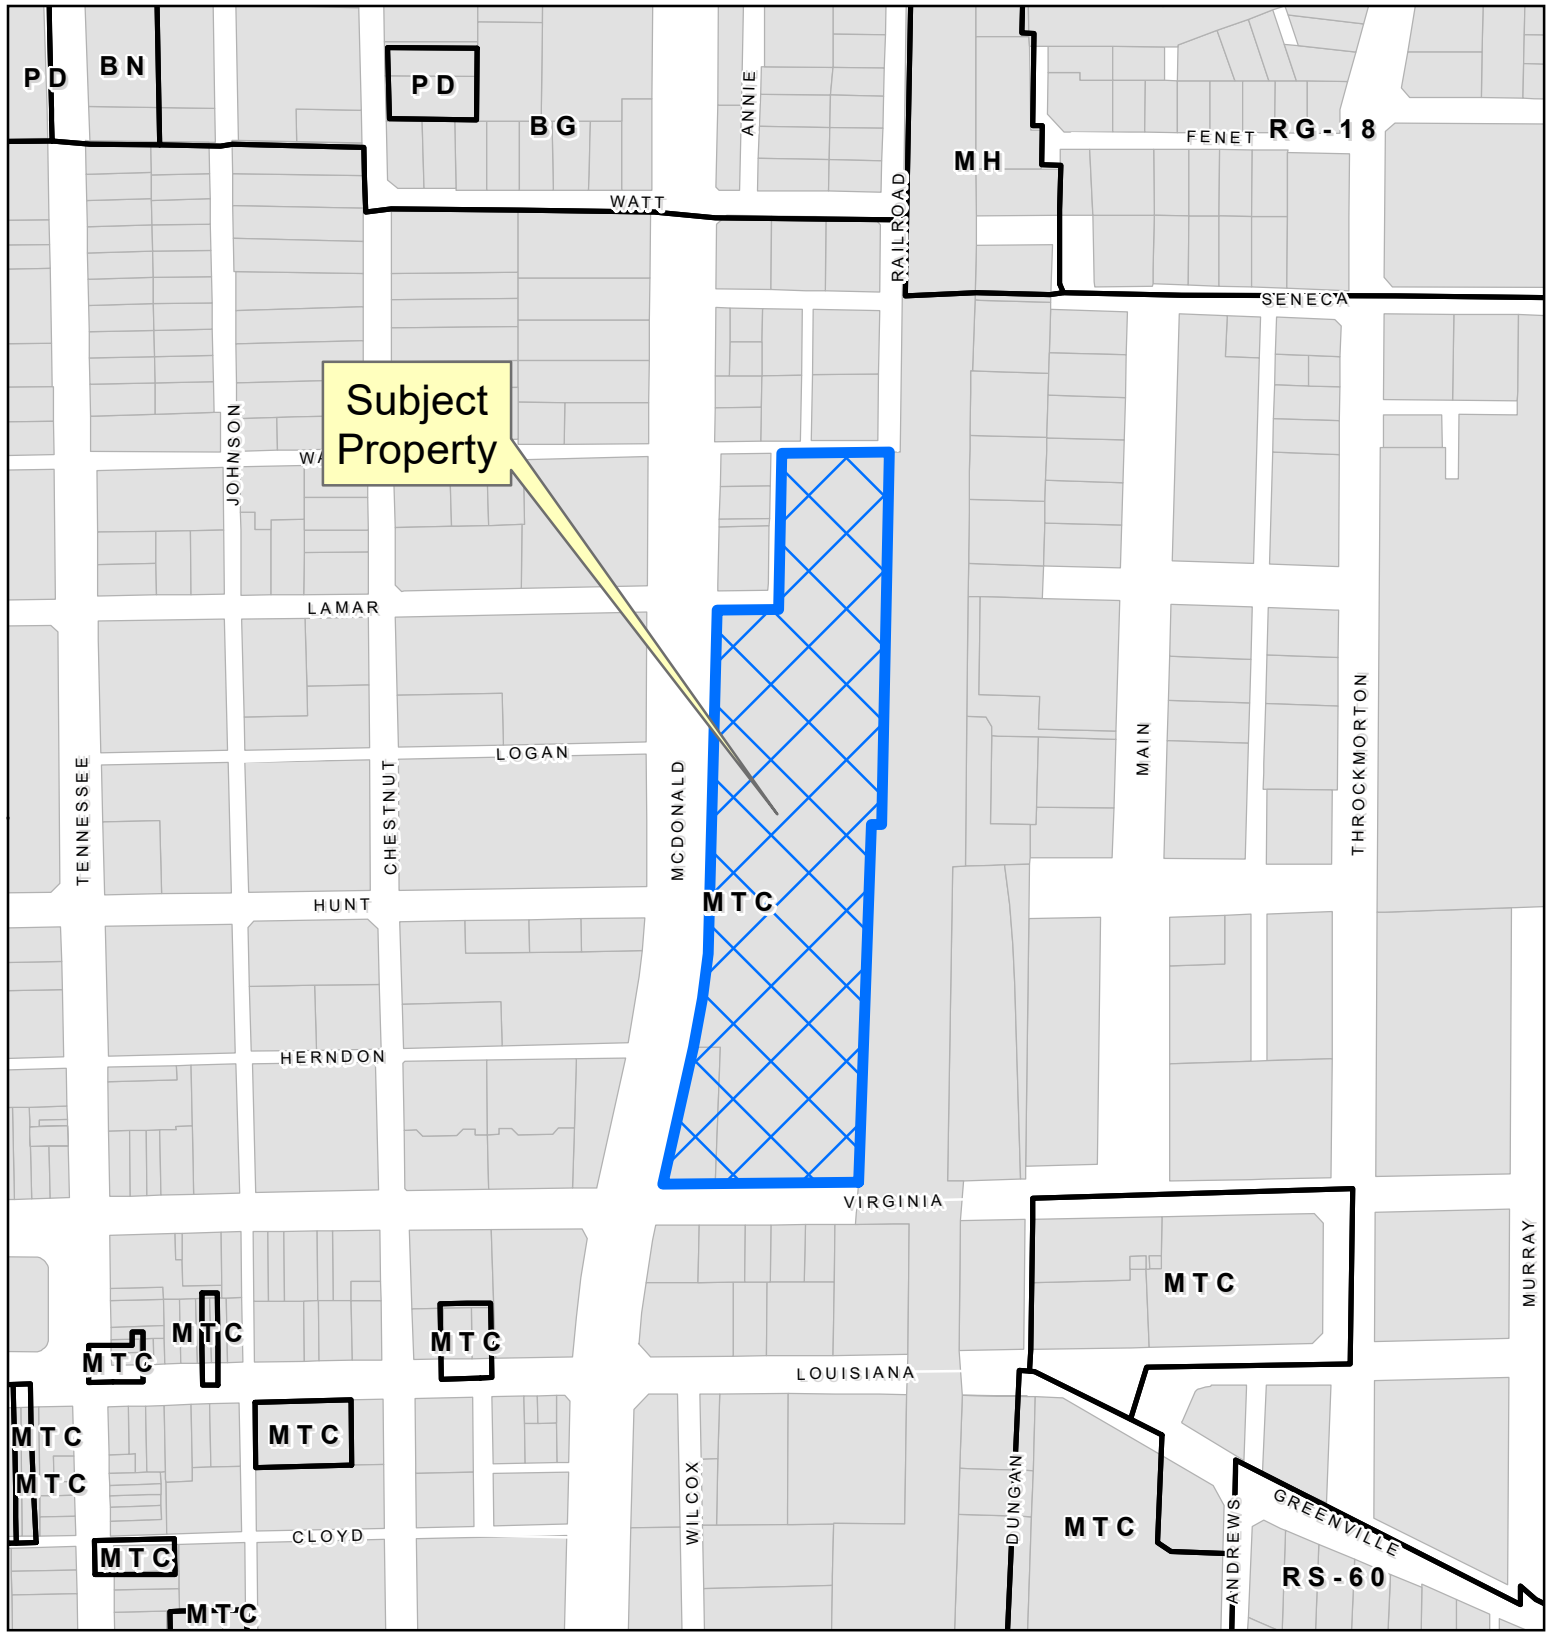 PD
BN
PD
BG
ANNIE
MH
FENET
RG-18
WATT
RAILROAD
SENECA
Subject
Property
JOHNSON
WA
LAMAR
LOGAN
TENNESSEE
CHESTNUT
MCDONALD
MAIN
THROCKMORTON
HUNT
MTC
HERNDON
VIRGINIA
MURRAY
MTC
MTC
MTC
MTC
LOUISIANA
MTC
MTC
MTC
WILCOX
DUNGAN
MTC
ANDREWS
GREENVILLE
CLOYD
MTC
RS-60
MTC